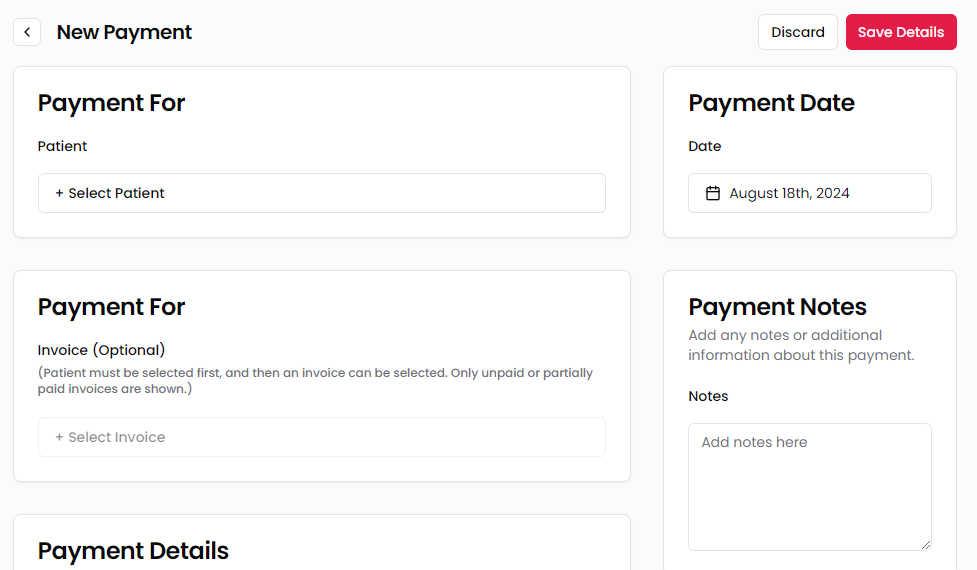 New Payment
Discard
Save Details
Payment For
Patient
+ Select Patient
Payment Date
Date
August 18th, 2024
Payment For
Invoice (Optional)
(Patient must be selected first, and then an invoice can be selected. Only unpaid or partially
paid invoices are shown.)
+ Select Invoice
Payment Notes
Add any notes or additional
information about this payment.
Notes
Add notes here
Payment Details